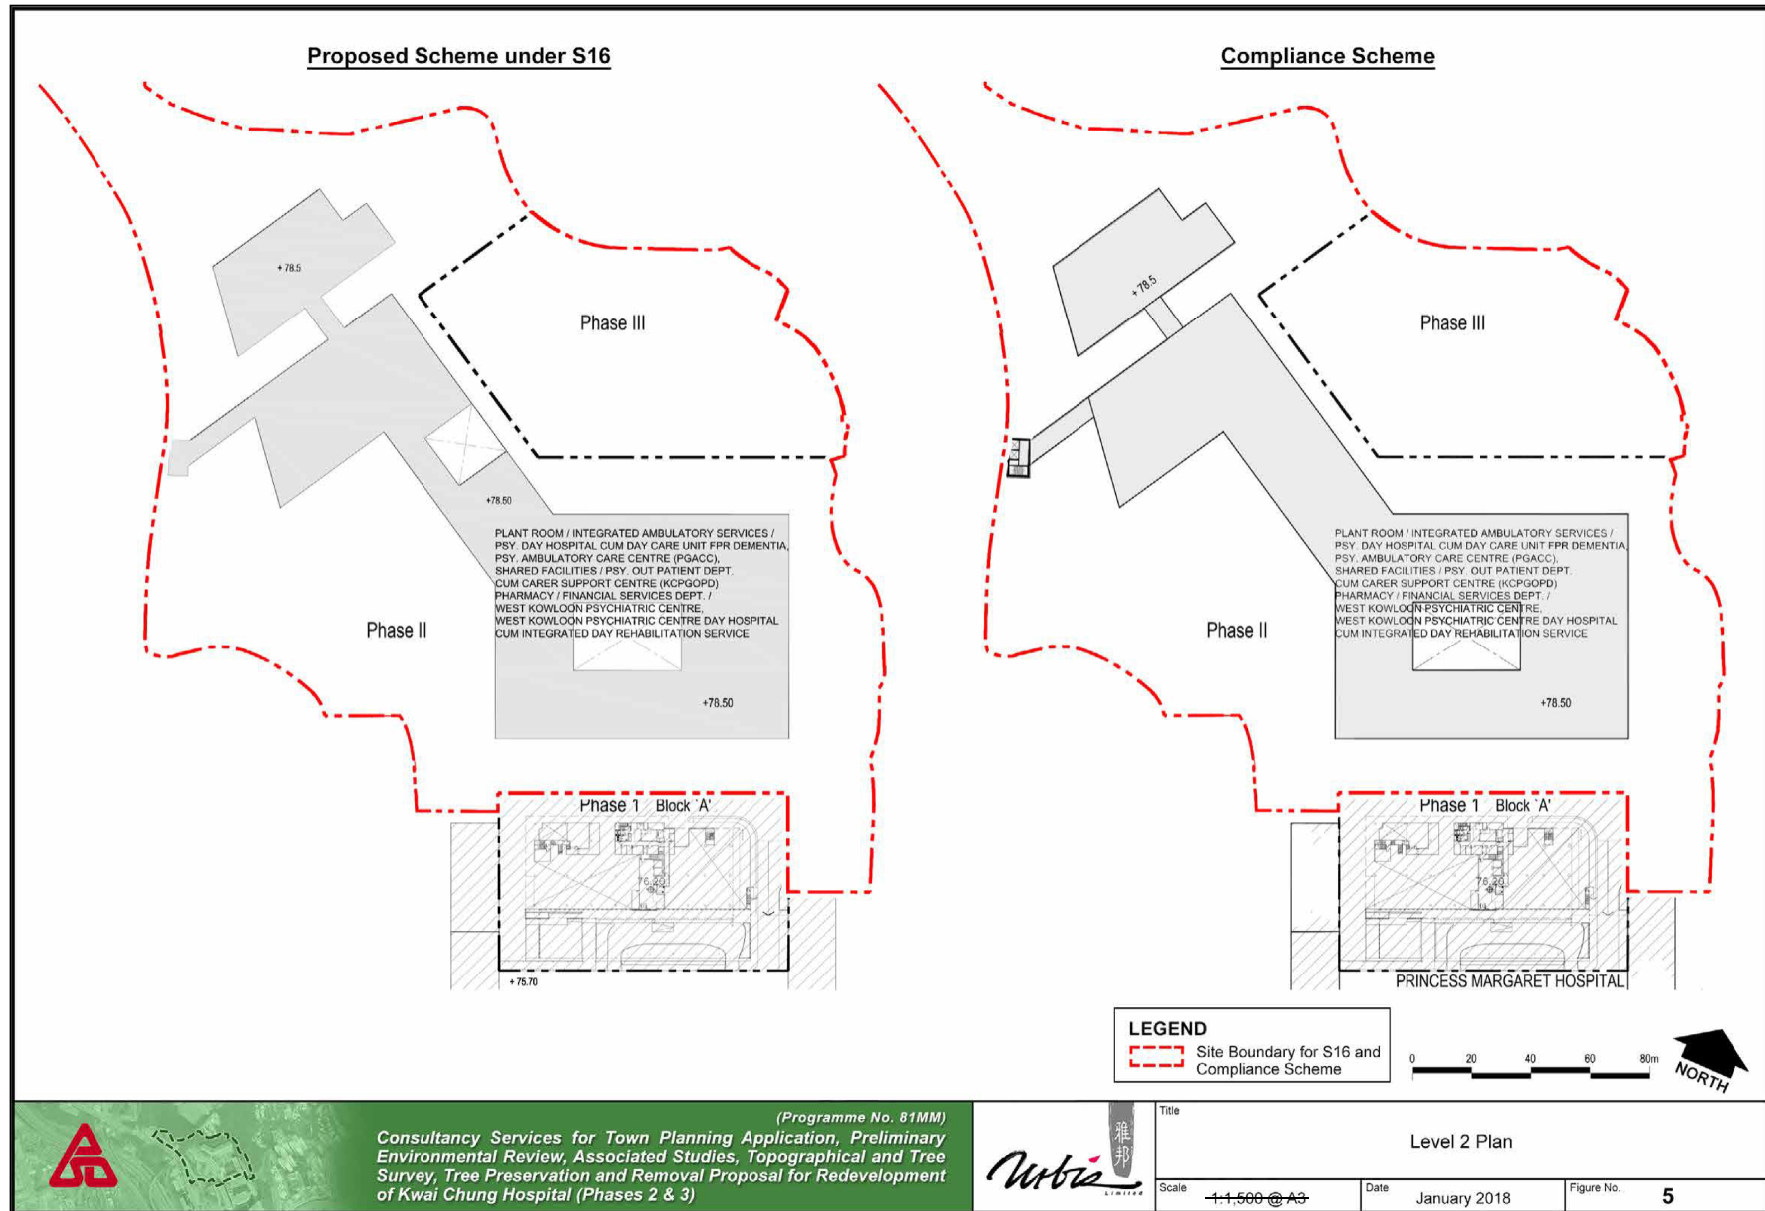 Proposed Scheme under S16
+ 78.5
Phase III
+78.50
PLANT ROOM / INTEGRATED AMBULATORY SERVICES /
PSY. DAY HOSPITAL CUM DAY CARE UNIT FPR DEMENTIA,
PSY. AMBULATORY CARE CENTRE (PGACC),
SHARED FACILITIES / PSY. OUT PATIENT DEPT.
CUM CARER SUPPORT CENTRE (KCPGOPD)
PHARMACY / FINANCIAL SERVICES DEPT. /
WEST KOWLOON PSYCHIATRIC CENTRE,
WEST KOWLOON PSYCHIATRIC CENTRE DAY HOSPITAL
CUM INTEGRATED DAY REHABILITATION SERVICE
Phase II
+78.50
Phase 1 Block 'A'
76.20
+ 75.70
Compliance Scheme
+ 78.5
Phase III
PLANT ROOM / INTEGRATED AMBULATORY SERVICES /
PSY. DAY HOSPITAL CUM DAY CARE UNIT FPR DEMENTIA,
PSY. AMBULATORY CARE CENTRE (PGACC),
SHARED FACILITIES / PSY. OUT PATIENT DEPT.
CUM CARER SUPPORT CENTRE (KCPGOPD)
PHARMACY / FINANCIAL SERVICES DEPT. /
WEST KOWLOON PSYCHIATRIC CENTRE,
WEST KOWLOON PSYCHIATRIC CENTRE DAY HOSPITAL
CUM INTEGRATED DAY REHABILITATION SERVICE
Phase II
+78.50
Phase 1 Block 'A'
76.20
PRINCESS MARGARET HOSPITAL
LEGEND
Site Boundary for S16 and
Compliance Scheme
0 20 40 60 80m
NORTH
(Programme No. 81MM)
Consultancy Services for Town Planning Application, Preliminary
Environmental Review, Associated Studies, Topographical and Tree
Survey, Tree Preservation and Removal Proposal for Redevelopment
of Kwai Chung Hospital (Phases 2 & 3)
urbis
Limited
雅邦
Title
Level 2 Plan
Scale
1:1,500 @ A3
Date
January 2018
Figure No.
5